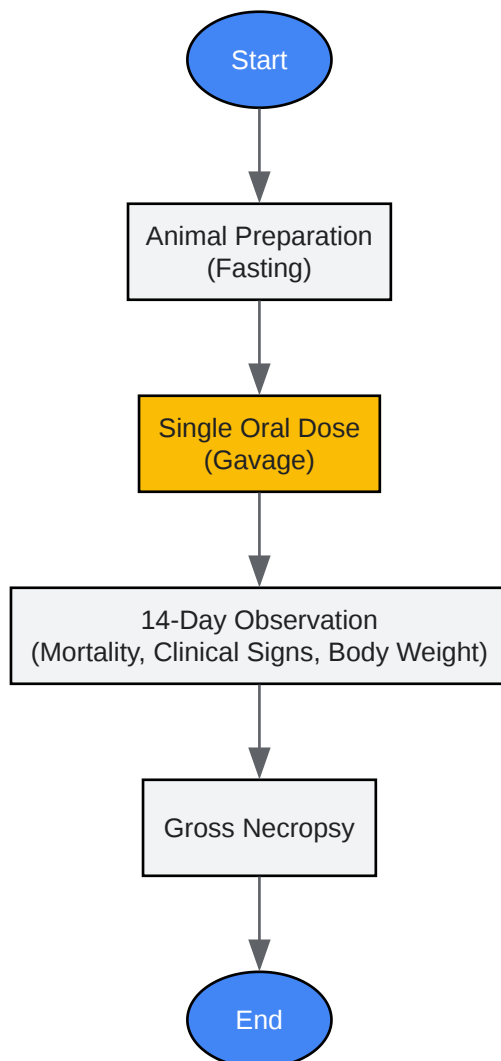 Start
Animal Preparation
(Fasting)
Single Oral Dose
(Gavage)
14-Day Observation
(Mortality, Clinical Signs, Body Weight)
Gross Necropsy
End